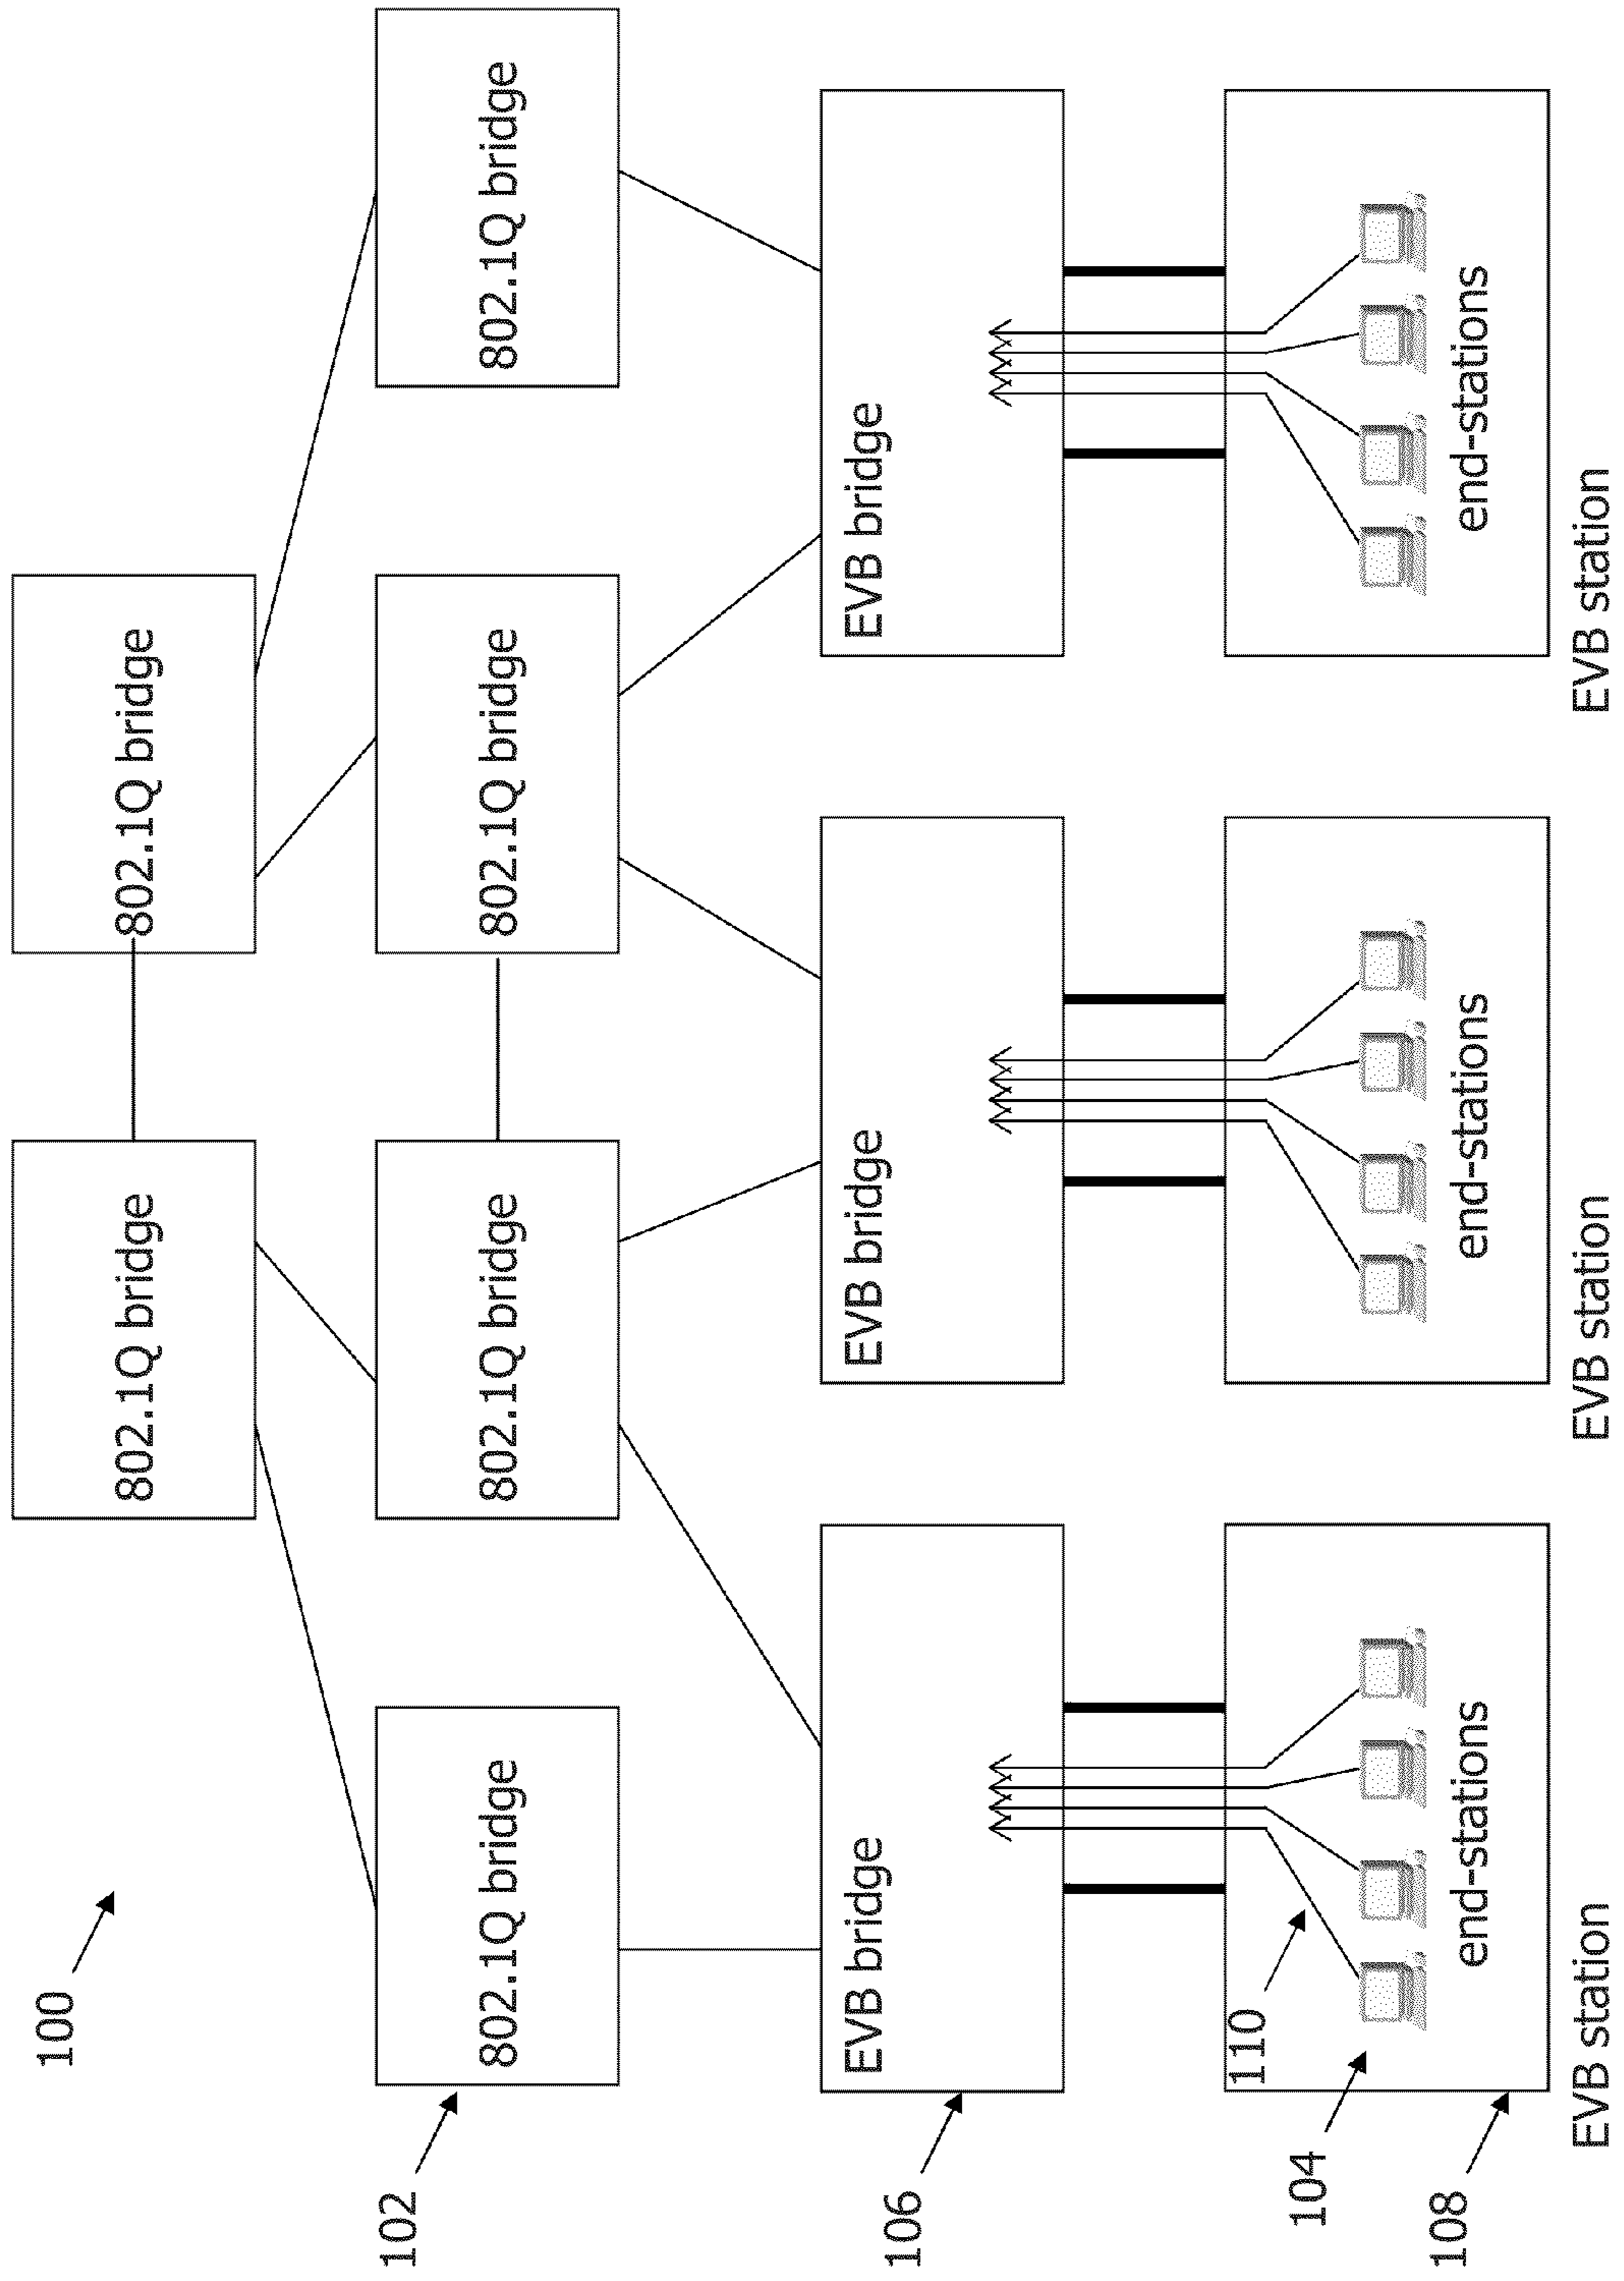 100
802.1Q bridge
802.1Q bridge
102
802.1Q bridge
802.1Q bridge
802.1Q bridge
802.1Q bridge
106
EVB bridge
EVB bridge
EVB bridge
110
104
end-stations
end-stations
end-stations
108
EVB station
EVB station
EVB station